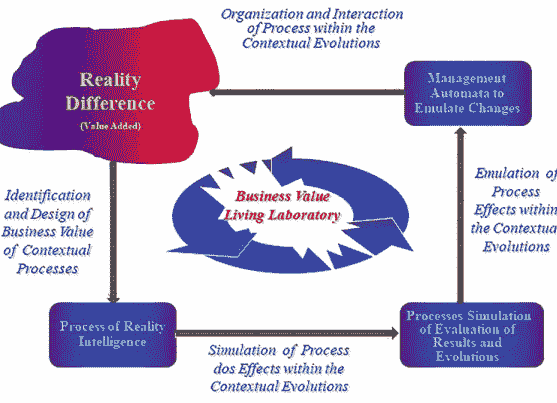 Organization and Interaction
of Process within the
Contextual Evolutions
Reality
Difference
(Value Added)
Management
Automata to
Emulate Changes
Identification
and Design of
Business Value
of Contextual
Processes
Business Value
Living Laboratory
Emulation of
Process
Effects within
the Contextual
Evolutions
Process of Reality
Intelligence
Simulation of Process
dos Effects within the
Contextual Evolutions
Processes Simulation
of Evaluation of
Results and
Evolutions